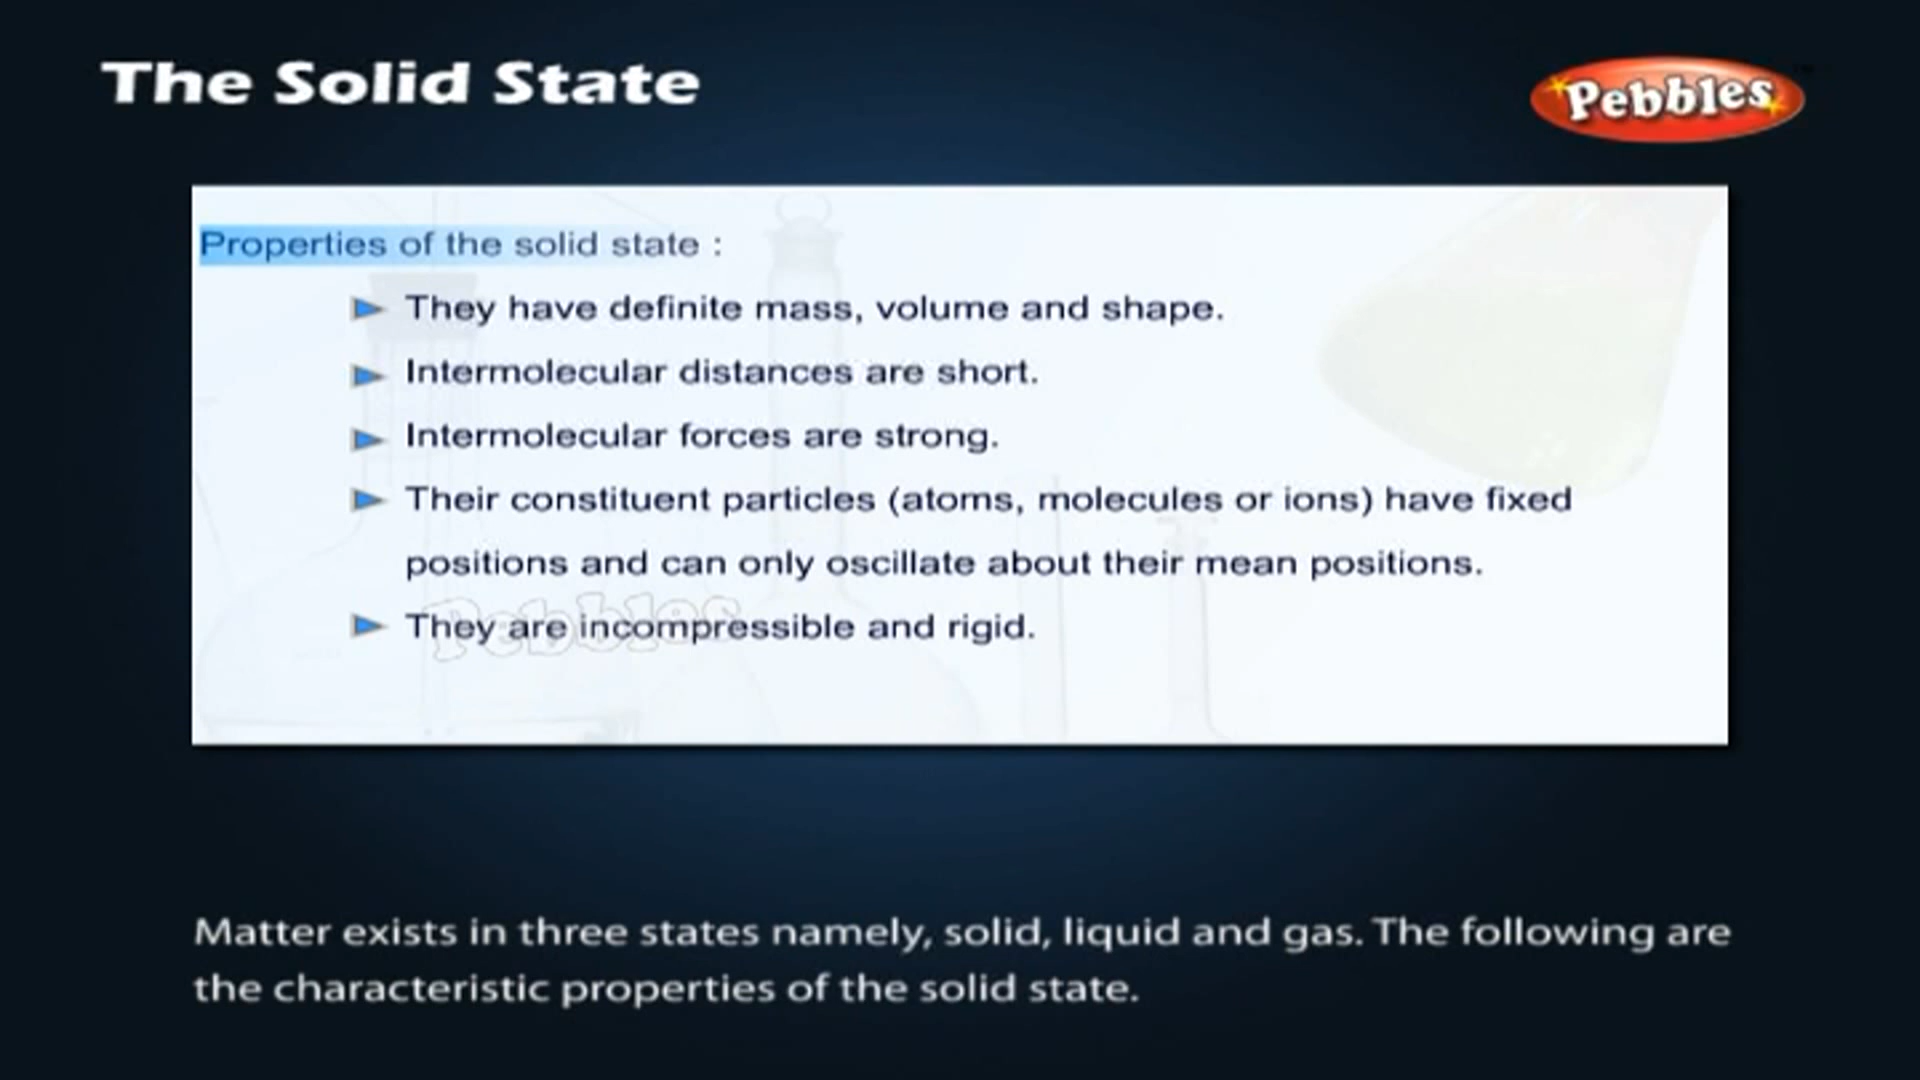 The Solid State
Pebbles
Properties of the solid state :
They have definite mass, volume and shape.
Intermolecular distances are short.
Intermolecular forces are strong.
Their constituent particles (atoms, molecules or ions) have fixed
positions and can only oscillate about their mean positions.
They are incompressible and rigid.
Pebbles
Matter exists in three states namely, solid, liquid and gas. The following are
the characteristic properties of the solid state.